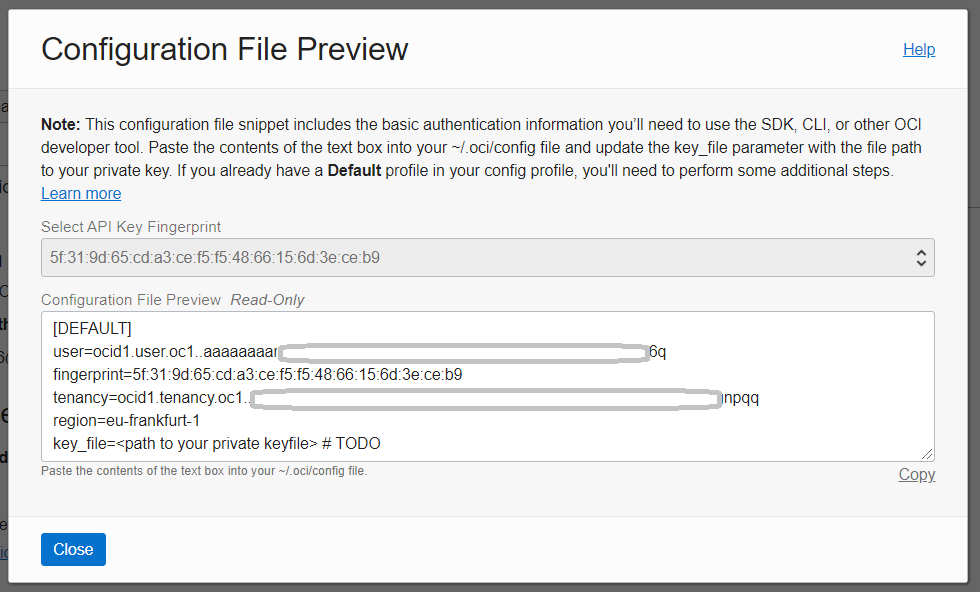 Configuration File Preview
Help
Note: This configuration file snippet includes the basic authentication information you'll need to use the SDK, CLI, or other OCI
developer tool. Paste the contents of the text box into your ~/.oci/config file and update the key_file parameter with the file path
to your private key. If you already have a Default profile in your config profile, you'll need to perform some additional steps.
Learn more
Select API Key Fingerprint
5f:31:9d:65:cd:a3:ce:f5:f5:48:66:15:6d:3e:ce:b9
Configuration File Preview Read-Only
[DEFAULT]
user=ocid1.user.oc1..aaaaaaaar 6q
fingerprint=5f:31:9d:65:cd:a3:ce:f5:f5:48:66:15:6d:3e:ce:b9
tenancy=ocid1.tenancy.oc1.. npqq
region=eu-frankfurt-1
key_file=<path to your private keyfile> # TODO
Paste the contents of the text box into your ~/.oci/config file.
Copy
Close